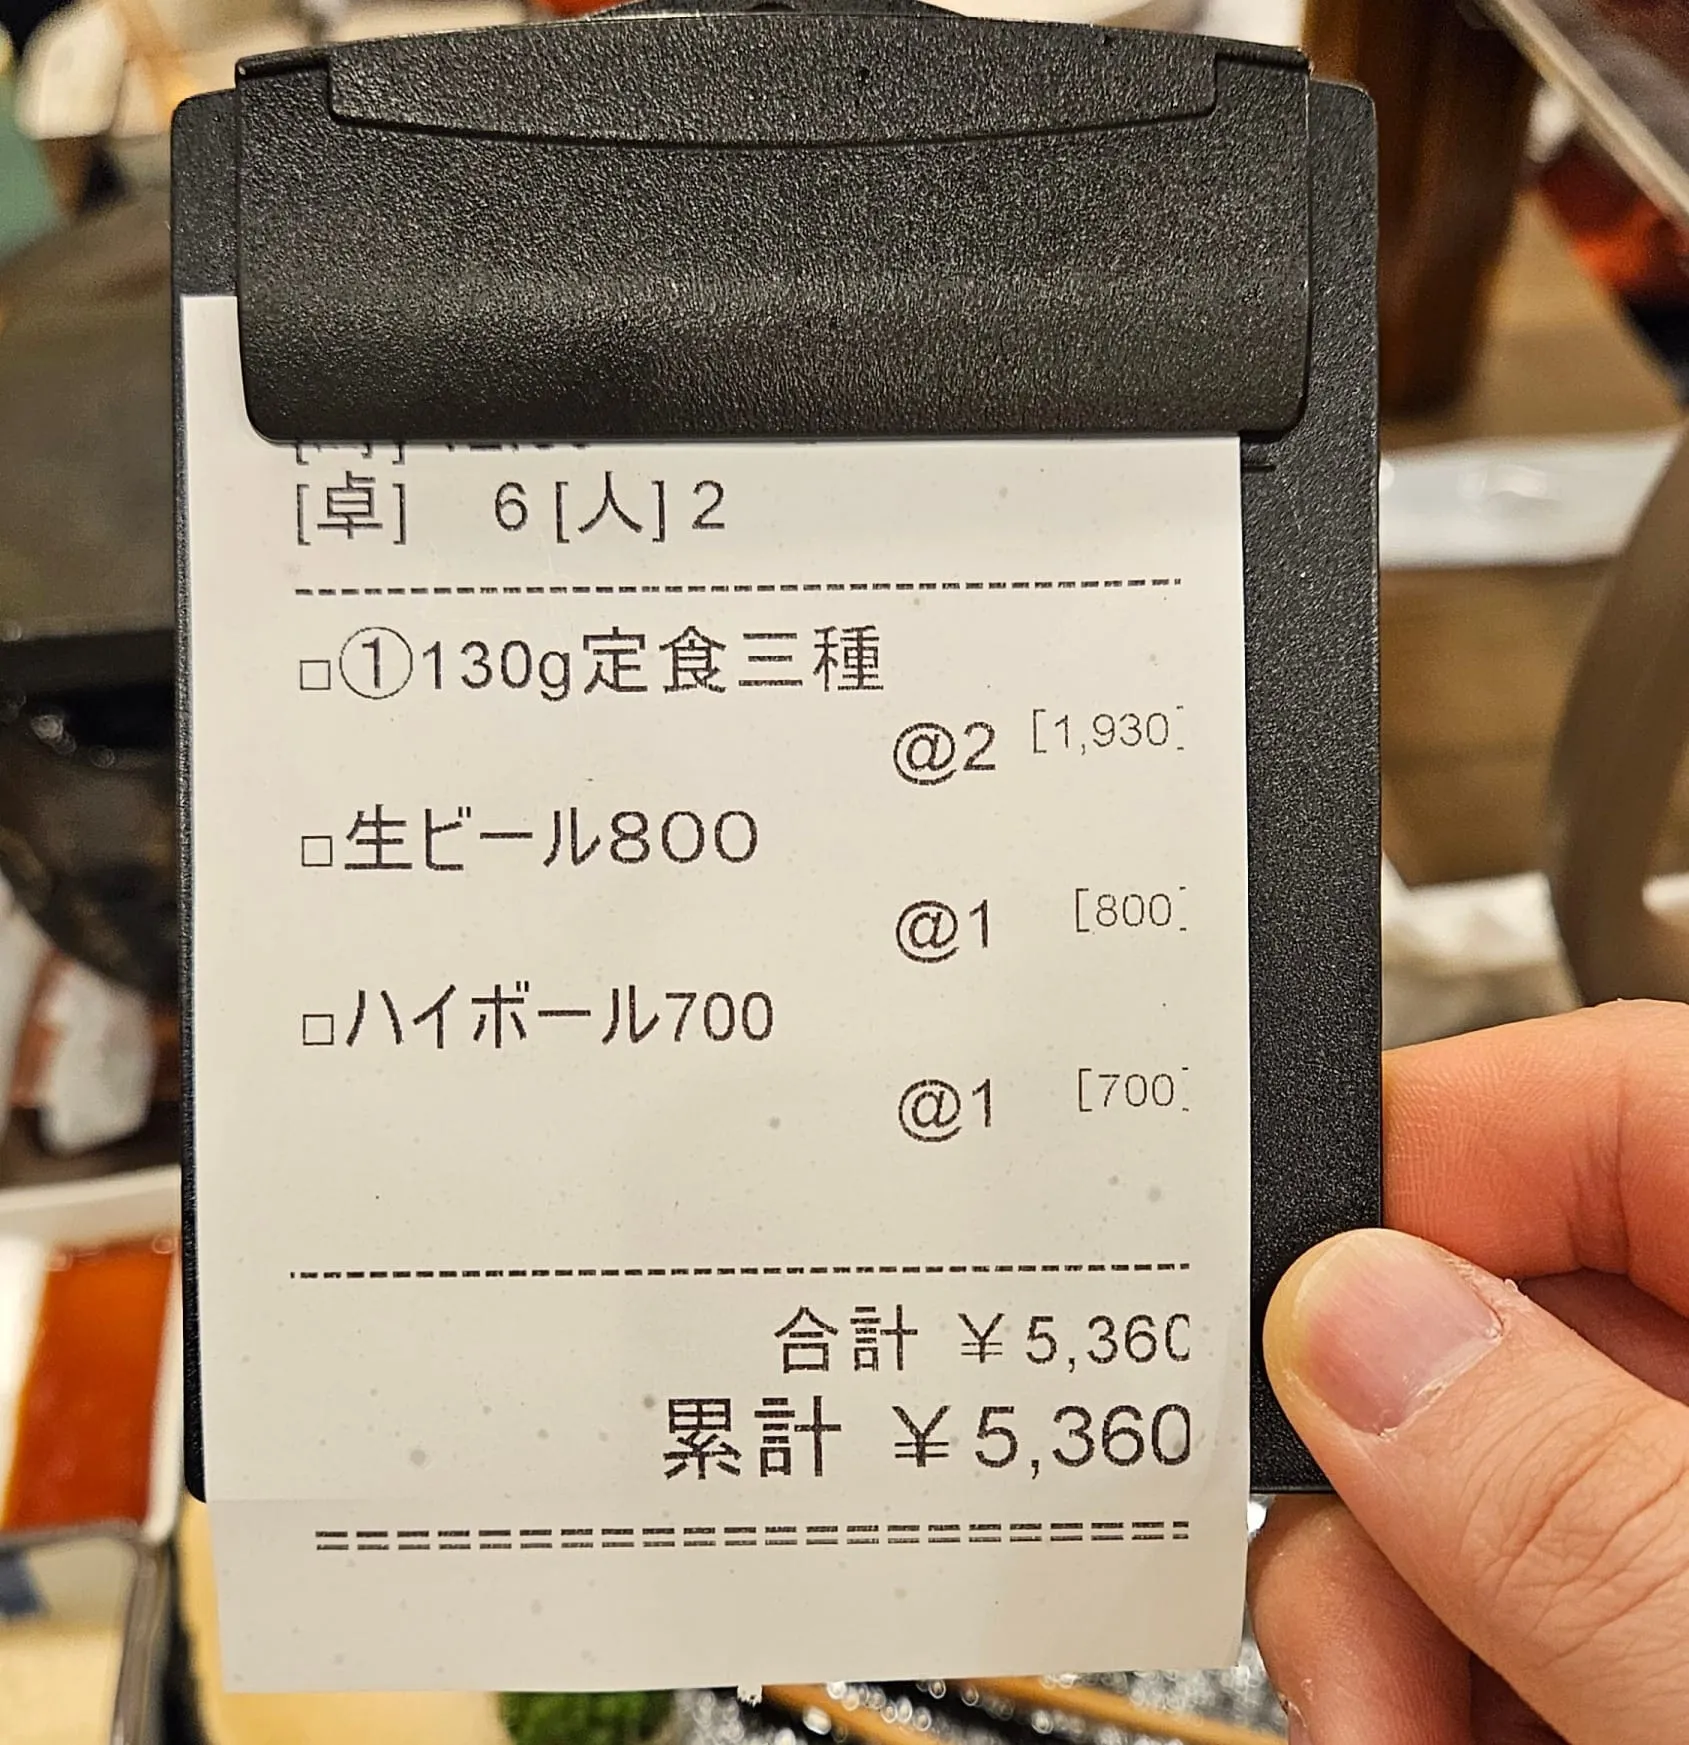 [卓] 6 [人] 2
□①130g定食三種
@2 [1,930]
□生ビール800
@1 [800]
□ハイボール700
@1 [700]
合計 ¥5,360
累計 ¥5,360